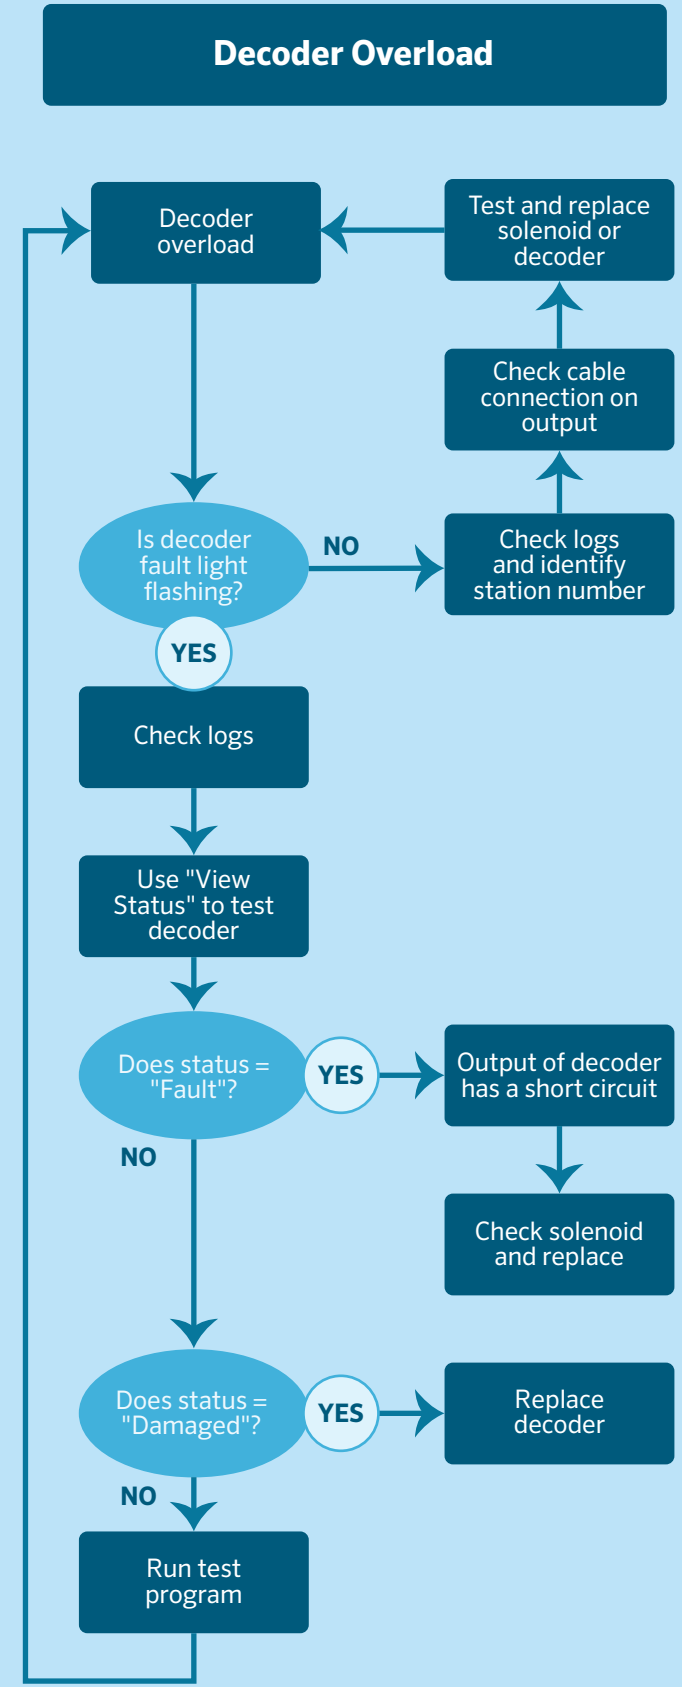 Decoder Overload
Decoder
overload
Test and replace
solenoid or
decoder
Check cable
connection on
output
Is decoder
fault light
flashing?
NO
Check logs
and identify
station number
YES
Check logs
Use "View
Status" to test
decoder
Does status =
"Fault"?
YES
Output of decoder
has a short circuit
NO
Check solenoid
and replace
Does status =
"Damaged"?
YES
Replace
decoder
NO
Run test
program